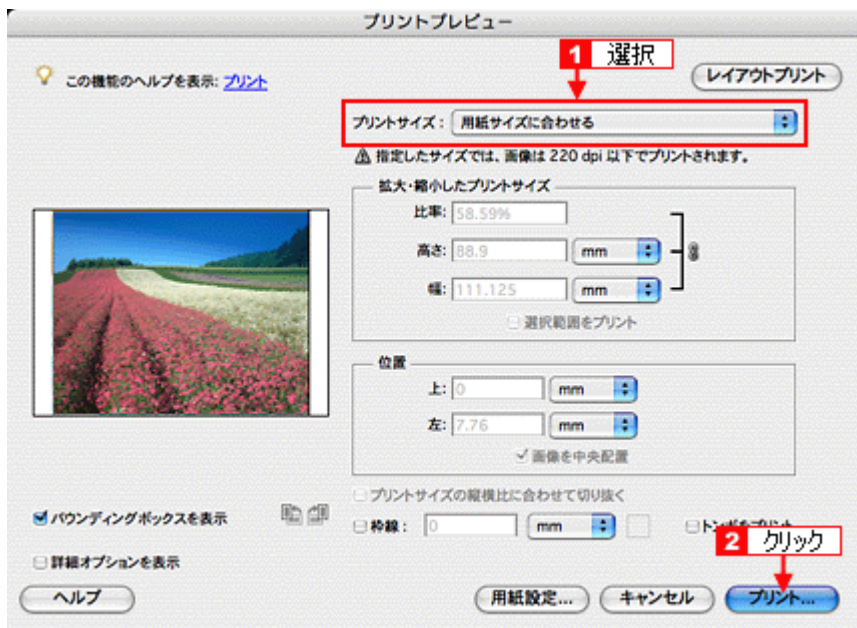 プリントプレビュー
1 選択
この機能のヘルプを表示: プリント
レイアウトプリント
プリントサイズ: 用紙サイズに合わせる
指定したサイズでは、画像は 220 dpi 以下でプリントされます。
拡大・縮小したプリントサイズ
比率: 58.59%
高さ: 88.9 mm
幅: 111.125 mm
選択範囲をプリント
位置
上: 0 mm
左: 7.76 mm
画像を中央配置
プリントサイズの縦横比に合わせて切り抜く
バウンディングボックスを表示
枠線: 0 mm
トンボをプリント
2 クリック
詳細オプションを表示
ヘルプ
用紙設定...
キャンセル
プリント...